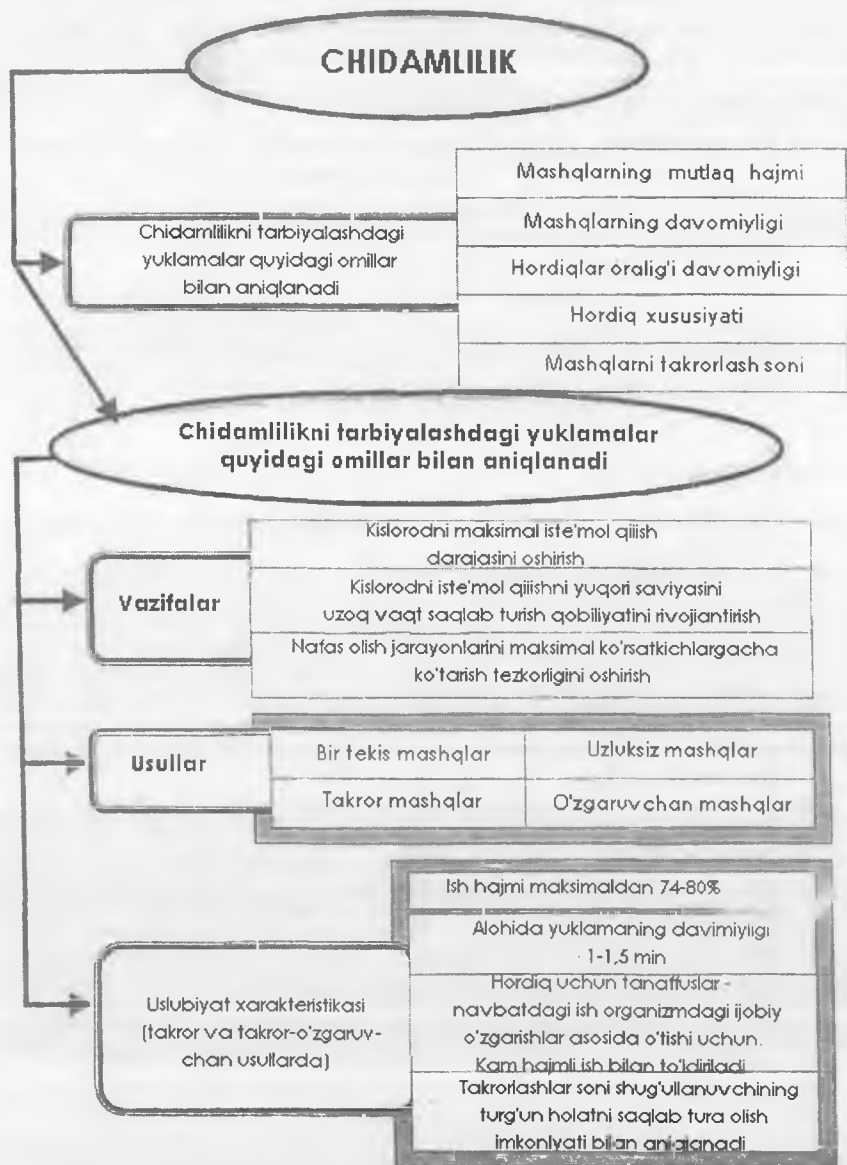 CHIDAMLILIK
Chidamlilikni tarbiyalashdagi
yuklamalar quyidagi omillar
bilan aniqlanadi
Mashqlarning mutlaq hajmi
Mashqlarning davomiyligi
Hordiqlar oralig'i davomiyligi
Hordiq xususiyati
Mashqlarni takrorlash soni
Chidamlilikni tarbiyalashdagi yuklamalar
quyidagi omillar bilan aniqlanadi
Vazifalar
Kislorodni maksimal iste'mol qilish
darajasini oshirish
Kislorodni iste'mol qilishni yuqori saviyasini
uzoq vaqt saqlab turish qobiliyatini rivojlantirish
Nafas olish jarayonlarini maksimal ko'rsatkichlargacha
ko'tarish tezkorligini oshirish
Usullar
Bir tekis mashqlar
Uzluksiz mashqlar
Takror mashqlar
O'zgaruvchan mashqlar
Uslubiyat xarakteristikasi
(takror va takror-o'zgaruv-
chan usullarda)
Ish hajmi maksimaldan 74-80%
Alohida yuklamaning davimiyligi
- 1-1,5 min
Hordiq uchun tanaffuslar -
navbatdagi ish organizmdagi ijobiy
o'zgarishlar asosida o'tishi uchun.
Kam hajmli ish bilan to'ldiriladi
Takrorlashlar soni shug'ullanuvchining
turg'un holatni saqlab tura olish
imkoniyati bilan aniqlanadi